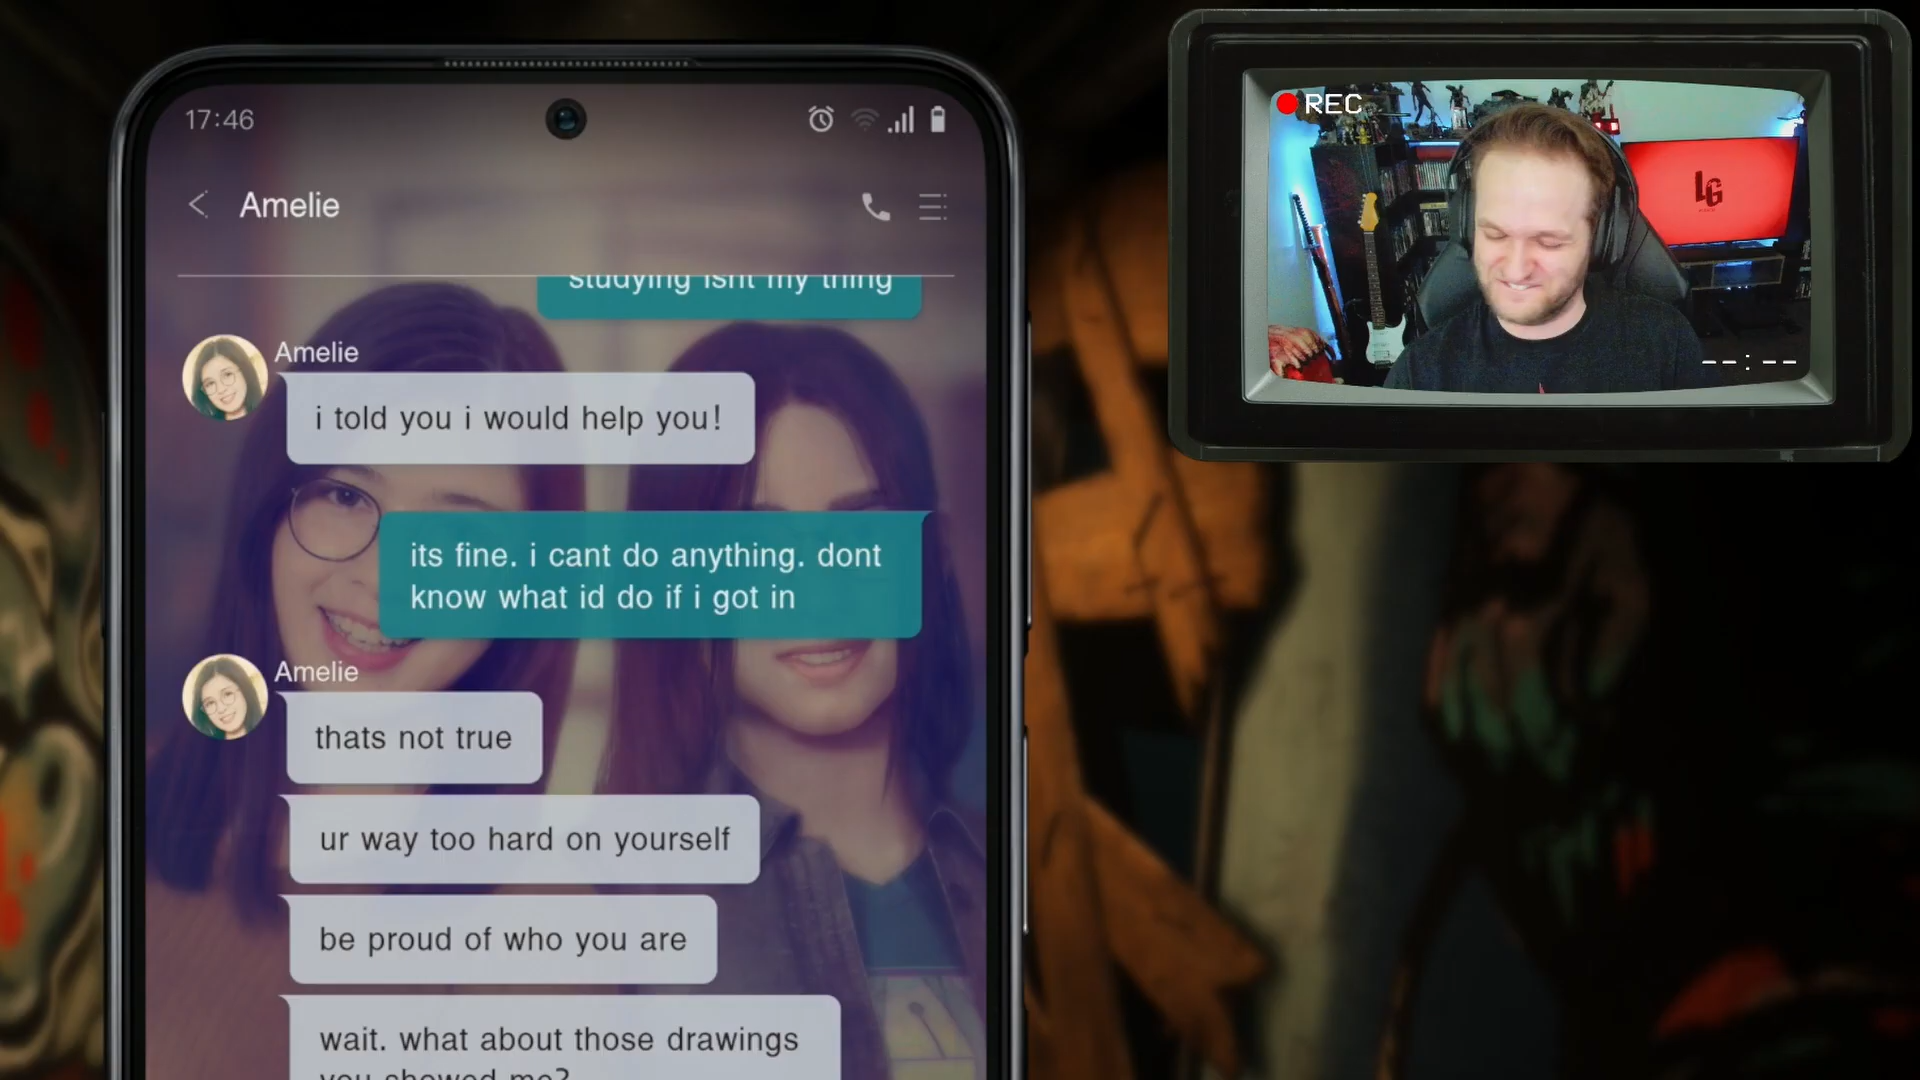 17:46
REC
Amelie
LG
studying isnt my thing
Amelie
i told you i would help you!
--:--
its fine. i cant do anything. dont
know what id do if i got in
Amelie
thats not true
ur way too hard on yourself
be proud of who you are
wait. what about those drawings
you showed me?